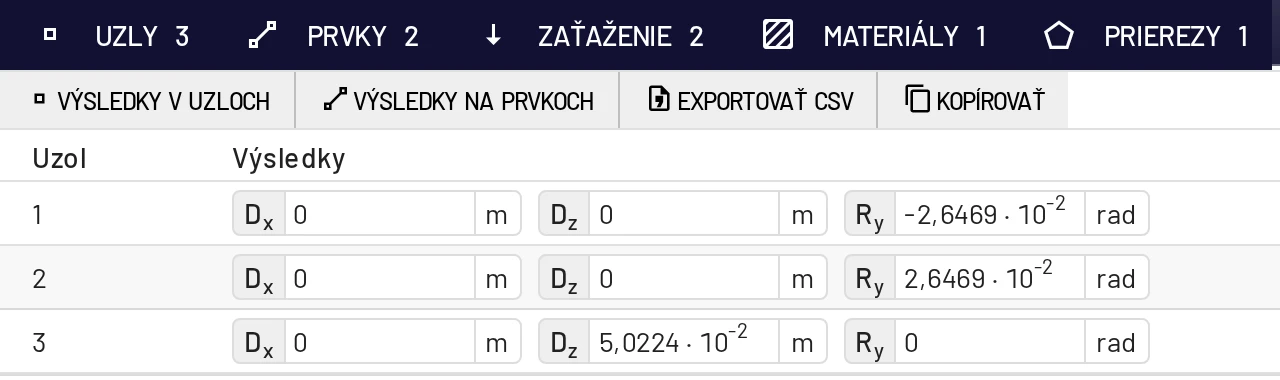 UZLY 3 PRVKY 2 ZAŤAŽENIE 2 MATERIÁLY 1 PRIEREZY 1
VÝSLEDKY V UZLOCH VÝSLEDKY NA PRVKOCH EXPORTOVAŤ CSV KOPÍROVAŤ
Uzol Výsledky
1 Dx 0 m Dz 0 m Ry -2,6469 · 10⁻² rad
2 Dx 0 m Dz 0 m Ry 2,6469 · 10⁻² rad
3 Dx 0 m Dz 5,0224 · 10⁻² m Ry 0 rad